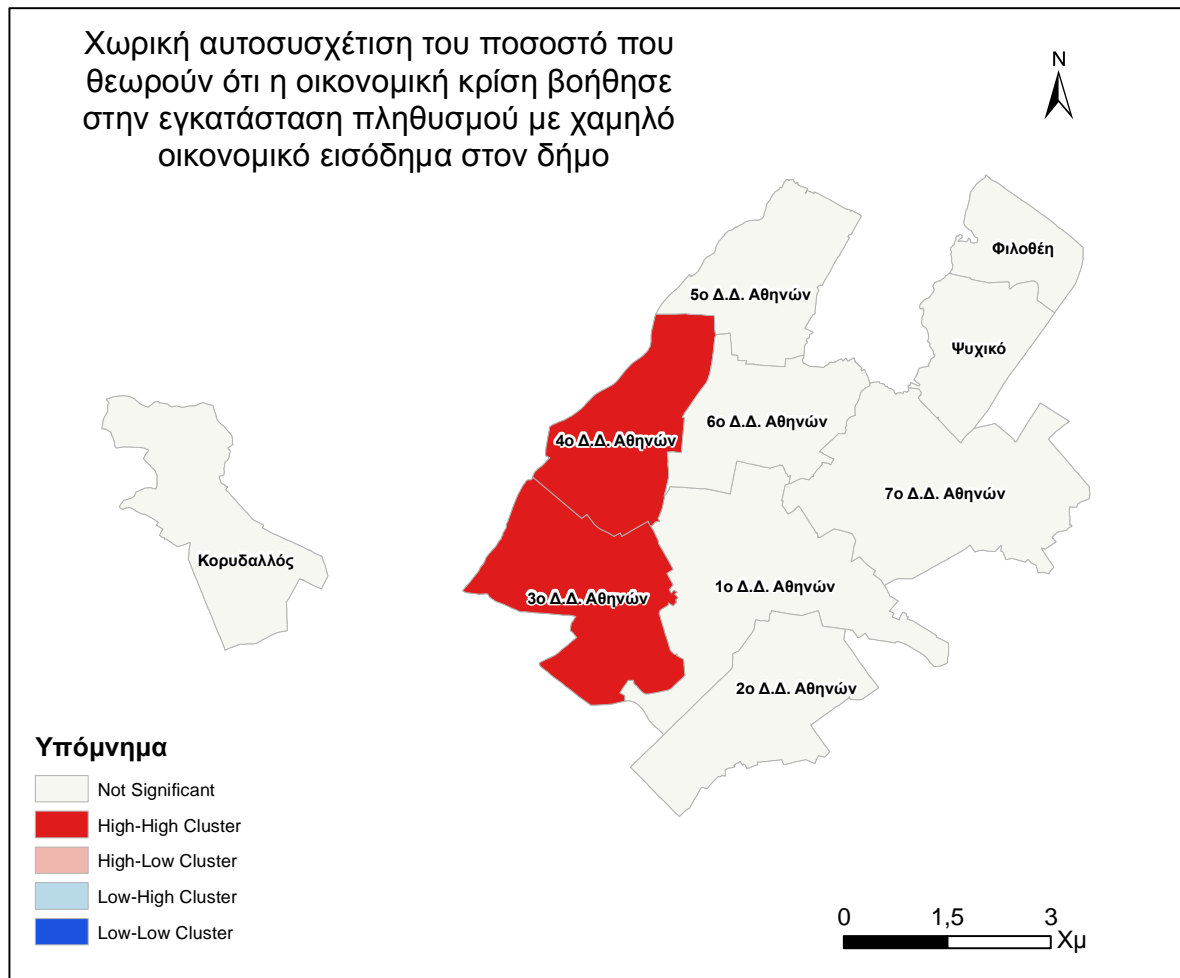 Χωρική αυτοσυσχέτιση του ποσοστό που
θεωρούν ότι η οικονομική κρίση βοήθησε
στην εγκατάσταση πληθυσμού με χαμηλό
οικονομικό εισόδημα στον δήμο
N
Φιλοθέη
5ο Δ.Δ. Αθηνών
Ψυχικό
6ο Δ.Δ. Αθηνών
4ο Δ.Δ. Αθηνών
7ο Δ.Δ. Αθηνών
Κορυδαλλός
1ο Δ.Δ. Αθηνών
3ο Δ.Δ. Αθηνών
2ο Δ.Δ. Αθηνών
Υπόμνημα
Not Significant
High-High Cluster
High-Low Cluster
Low-High Cluster
Low-Low Cluster
0 1,5 3
Χμ